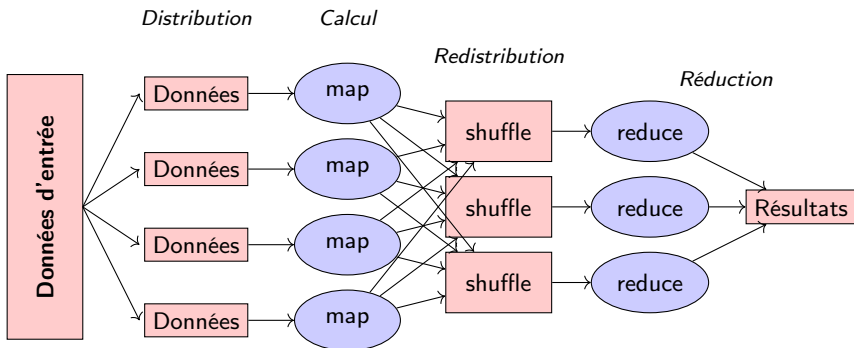 Distribution
Calcul
Redistribution
Réduction
Données d'entrée
Données
Données
Données
Données
map
map
map
map
shuffle
shuffle
shuffle
reduce
reduce
reduce
Résultats